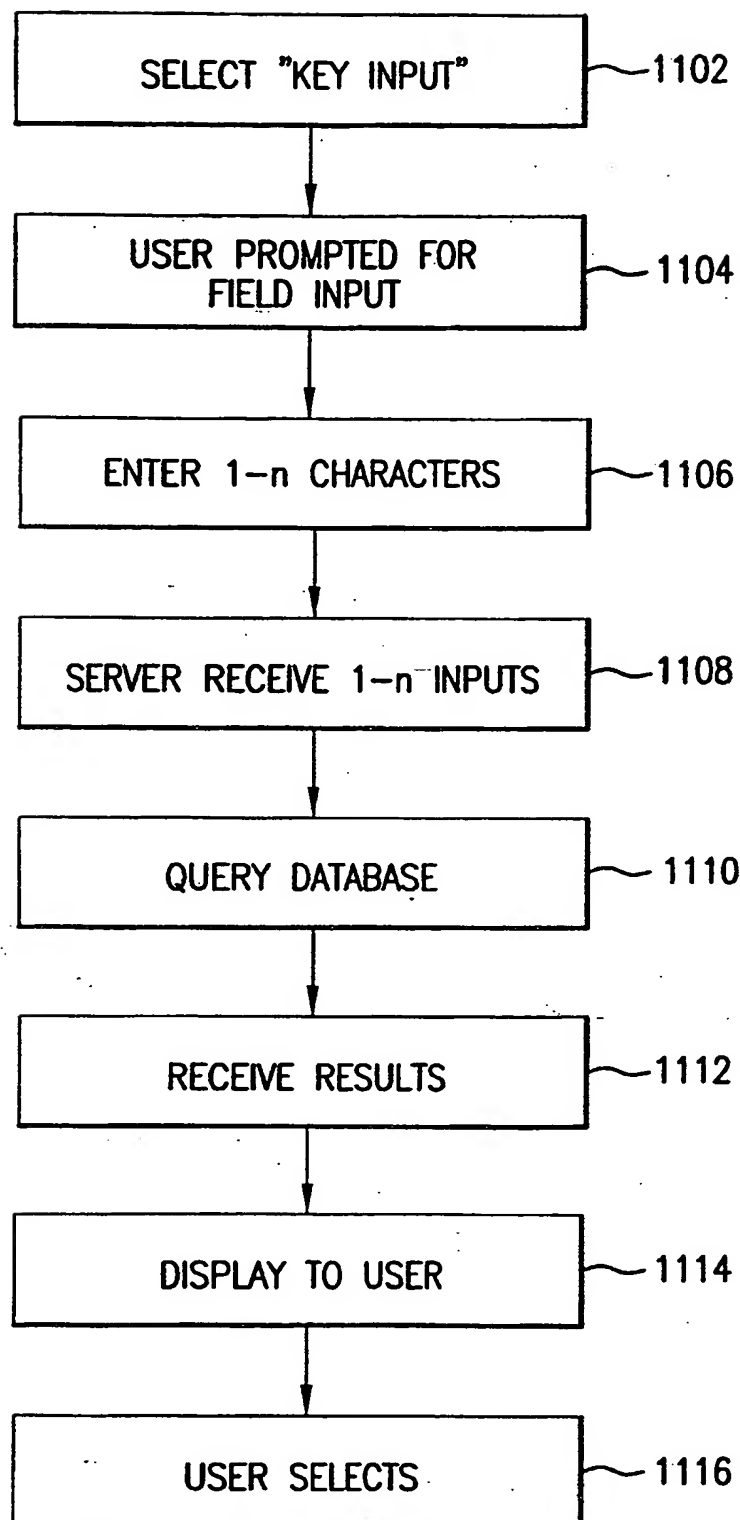 SELECT "KEY INPUT"
1102
USER PROMPTED FOR
FIELD INPUT
1104
ENTER 1-n CHARACTERS
1106
SERVER RECEIVE 1-n INPUTS
1108
QUERY DATABASE
1110
RECEIVE RESULTS
1112
DISPLAY TO USER
1114
USER SELECTS
1116